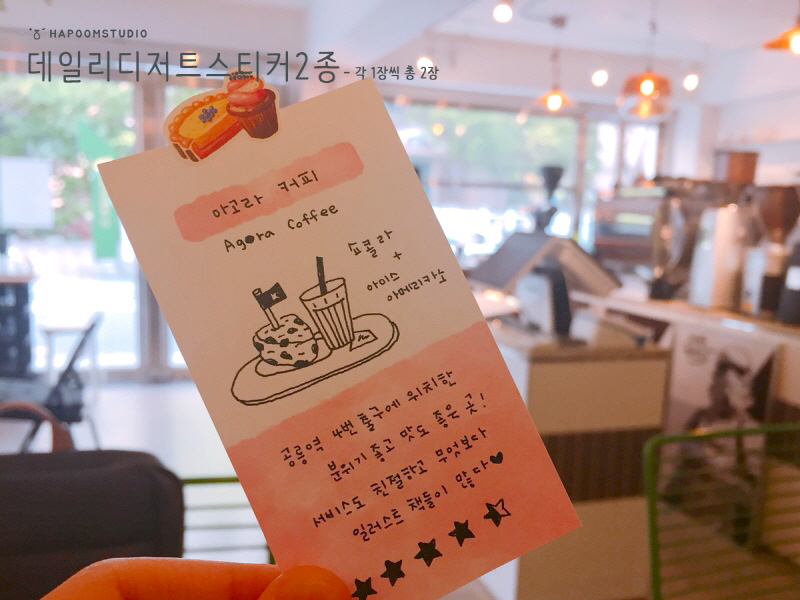 HAPOOMSTUDIO
데일리디저트스티커2종 - 각 1장씩 총 2장
아고라 커피
Agora Coffee
쇼콜라
+
아이스
아메리카노
공릉역 4번 출구에 위치한
분위기 좋고 맛도 좋은 곳!
서비스도 친절하고 무엇보다
일러스트 책들이 많다♥